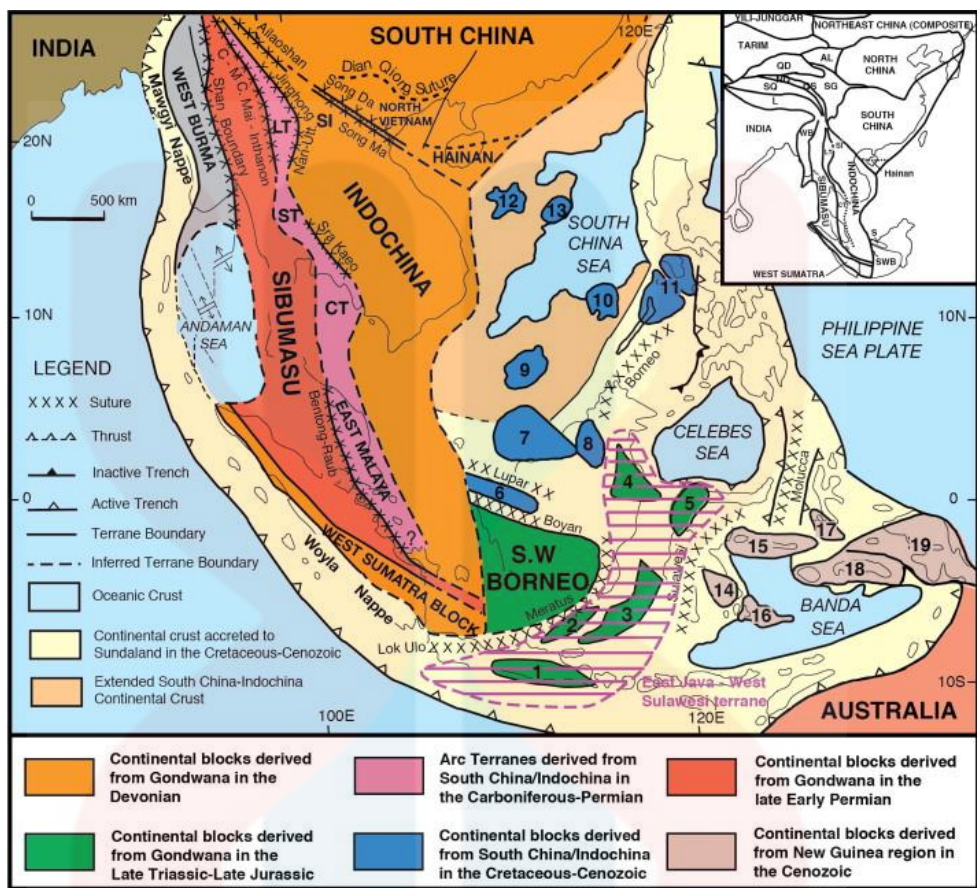 INDIA
SOUTH CHINA
120E
Ailaoshan
Jinghong
Nan-Utt
Dian Qiong Suture
Song Da
Song Ma
NORTH
VIETNAM
HAINAN
SI
LT
ST
CT
Mawgyi Nappe
WEST BURMA
Shan Boundary
C - M
C. Mai - Inthanon
20N
0 500 km
INDOCHINA
Sra Kaeo
SIBUMASU
12
13
SOUTH
CHINA
SEA
10
11
9
10N
10N
ANDAMAN
SEA
PHILIPPINE
SEA PLATE
Borneo
EAST MALAYA
Bentong-Raub
?
7
8
CELEBES
SEA
Lupar
6
Boyan
4
5
Molucca
0
0
S.W
BORNEO
Sulawesi
Meratus
2
3
15
17
19
18
14
16
BANDA
SEA
WEST SUMATRA BLOCK
Woyla
Nappe
Lok Ulo
1
East Java - West
Sulawesi terrane
10S
100E
120E
AUSTRALIA
YILI-JUNGGAR
NORTHEAST CHINA (COMPOSITE)
TARIM
AL
QD
NORTH
CHINA
SQ
QS
SG
L
SOUTH
CHINA
INDIA
WB
LT
SI
Hainan
SIBUMASU
INDOCHINA
S
SWB
WEST SUMATRA
LEGEND
XXXX Suture
Thrust
Inactive Trench
Active Trench
Terrane Boundary
Inferred Terrane Boundary
Oceanic Crust
Continental crust accreted to
Sundaland in the Cretaceous-Cenozoic
Extended South China-Indochina
Continental Crust
Continental blocks derived
from Gondwana in the
Devonian
Arc Terranes derived from
South China/Indochina in
the Carboniferous-Permian
Continental blocks derived
from Gondwana in the
late Early Permian
Continental blocks derived
from Gondwana in the
Late Triassic-Late Jurassic
Continental blocks derived
from South China/Indochina
in the Cretaceous-Cenozoic
Continental blocks derived
from New Guinea region in
the Cenozoic